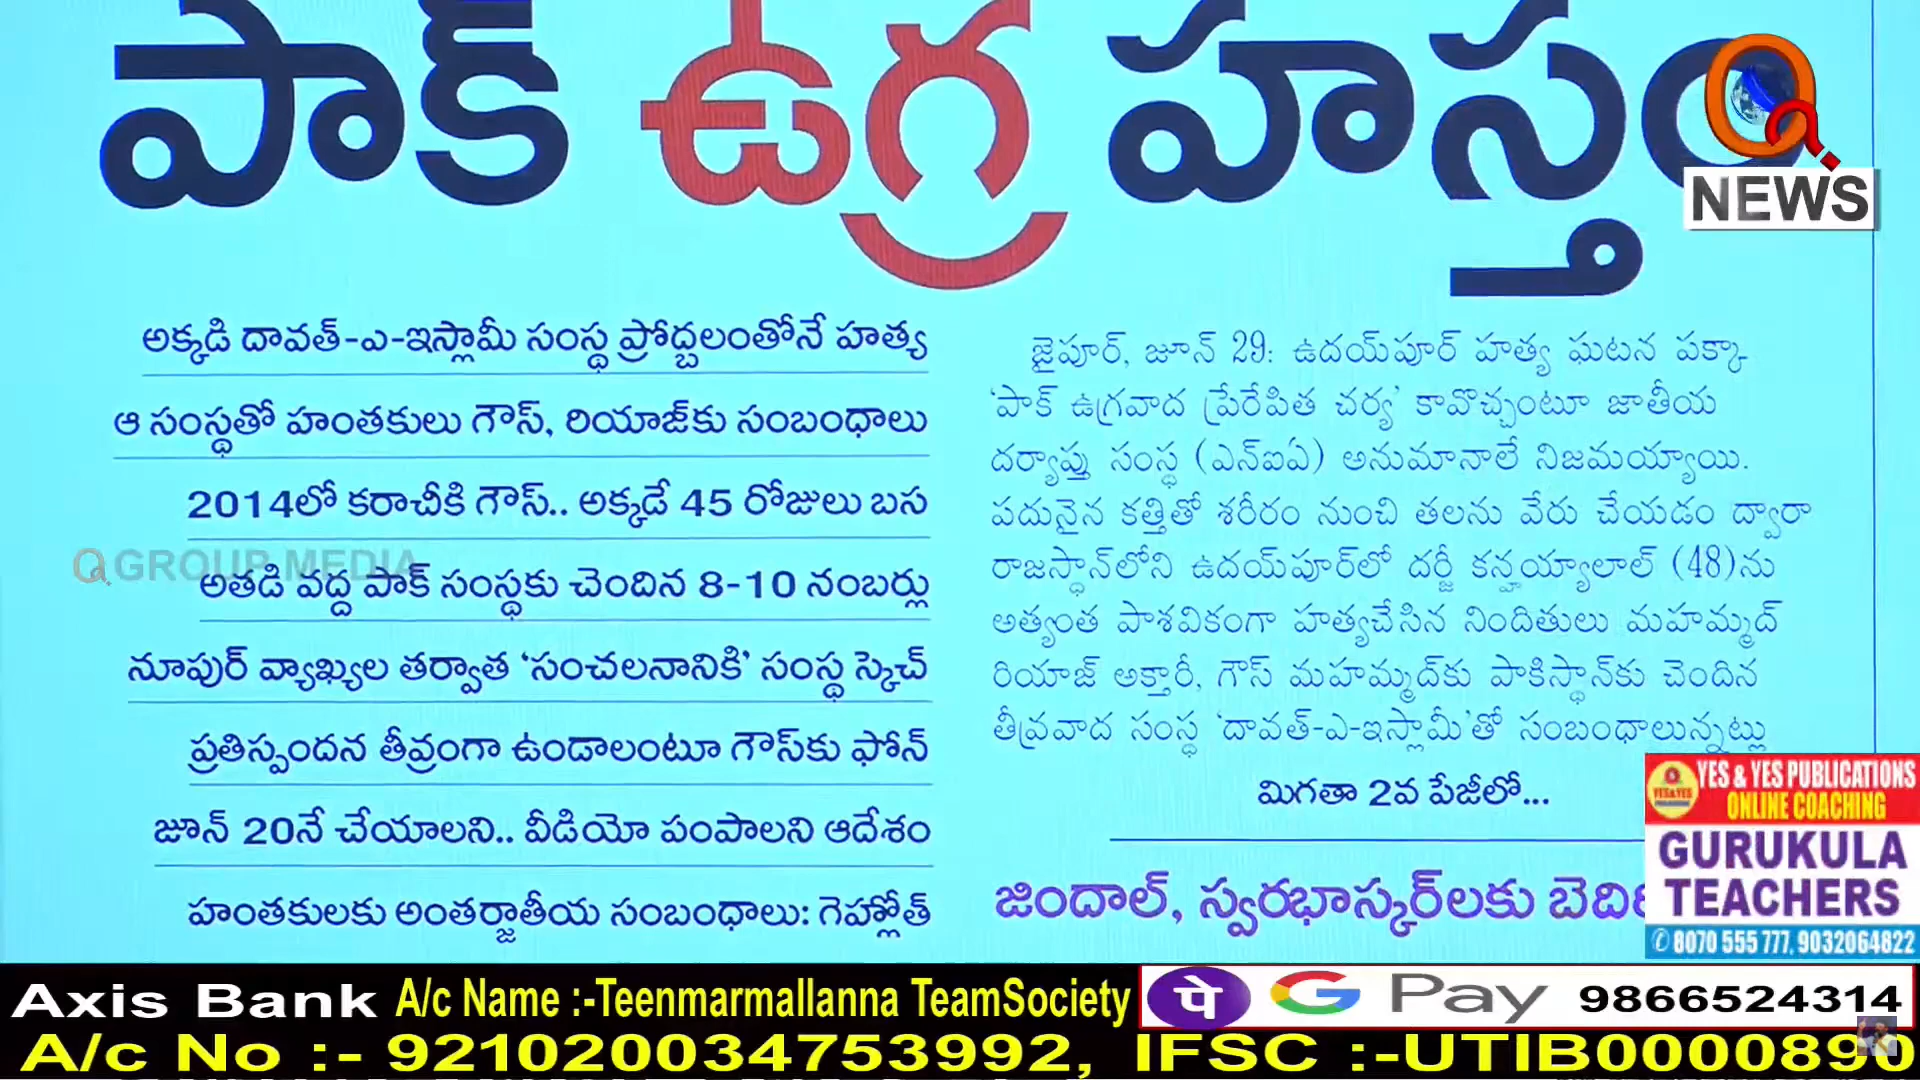 పాక్ ఉగ్ర హస్తం
NEWS
అక్కడి దావత్-ఎ-ఇస్లామీ సంస్థ ప్రోద్బలంతోనే హత్య
ఆ సంస్థతో హంతకులు గౌస్, రియాజ్‌కు సంబంధాలు
2014లో కరాచీకి గౌస్.. అక్కడే 45 రోజులు బస
GROUP MEDIA
అతడి వద్ద పాక్ సంస్థకు చెందిన 8-10 నంబర్లు
నూపుర్ వ్యాఖ్యల తర్వాత ‘సంచలనానికి’ సంస్థ స్కెచ్
ప్రతిస్పందన తీవ్రంగా ఉండాలంటూ గౌస్‌కు ఫోన్
జూన్ 20నే చేయాలని.. వీడియో పంపాలని ఆదేశం
హంతకులకు అంతర్జాతీయ సంబంధాలు: గెహ్లోత్
జైపూర్, జూన్ 29: ఉదయ్‌పూర్ హత్య ఘటన పక్కా
‘పాక్ ఉగ్రవాద ప్రేరేపిత చర్య’ కావొచ్చంటూ జాతీయ
దర్యాప్తు సంస్థ (ఎన్ఐఏ) అనుమానాలే నిజమయ్యాయి.
పదునైన కత్తితో శరీరం నుంచి తలను వేరు చేయడం ద్వారా
రాజస్థాన్‌లోని ఉదయ్‌పూర్‌లో దర్జీ కన్హయ్యాలాల్ (48)ను
అత్యంత పాశవికంగా హత్యచేసిన నిందితులు మహమ్మద్
రియాజ్ అక్తారీ, గౌస్ మహమ్మద్‌కు పాకిస్థాన్‌కు చెందిన
తీవ్రవాద సంస్థ ‘దావత్-ఎ-ఇస్లామీ’తో సంబంధాలున్నట్లు
మిగతా 2వ పేజీలో...
జిందాల్, స్వరభాస్కర్‌లకు
YES & YES PUBLICATIONS
ONLINE COACHING
GURUKULA
TEACHERS
8070 555 777, 9032064822
Axis Bank A/c Name :-Teenmarmallanna TeamSociety
G Pay 9866524314
A/c No :- 921020034753992, IFSC :-UTIB0000890